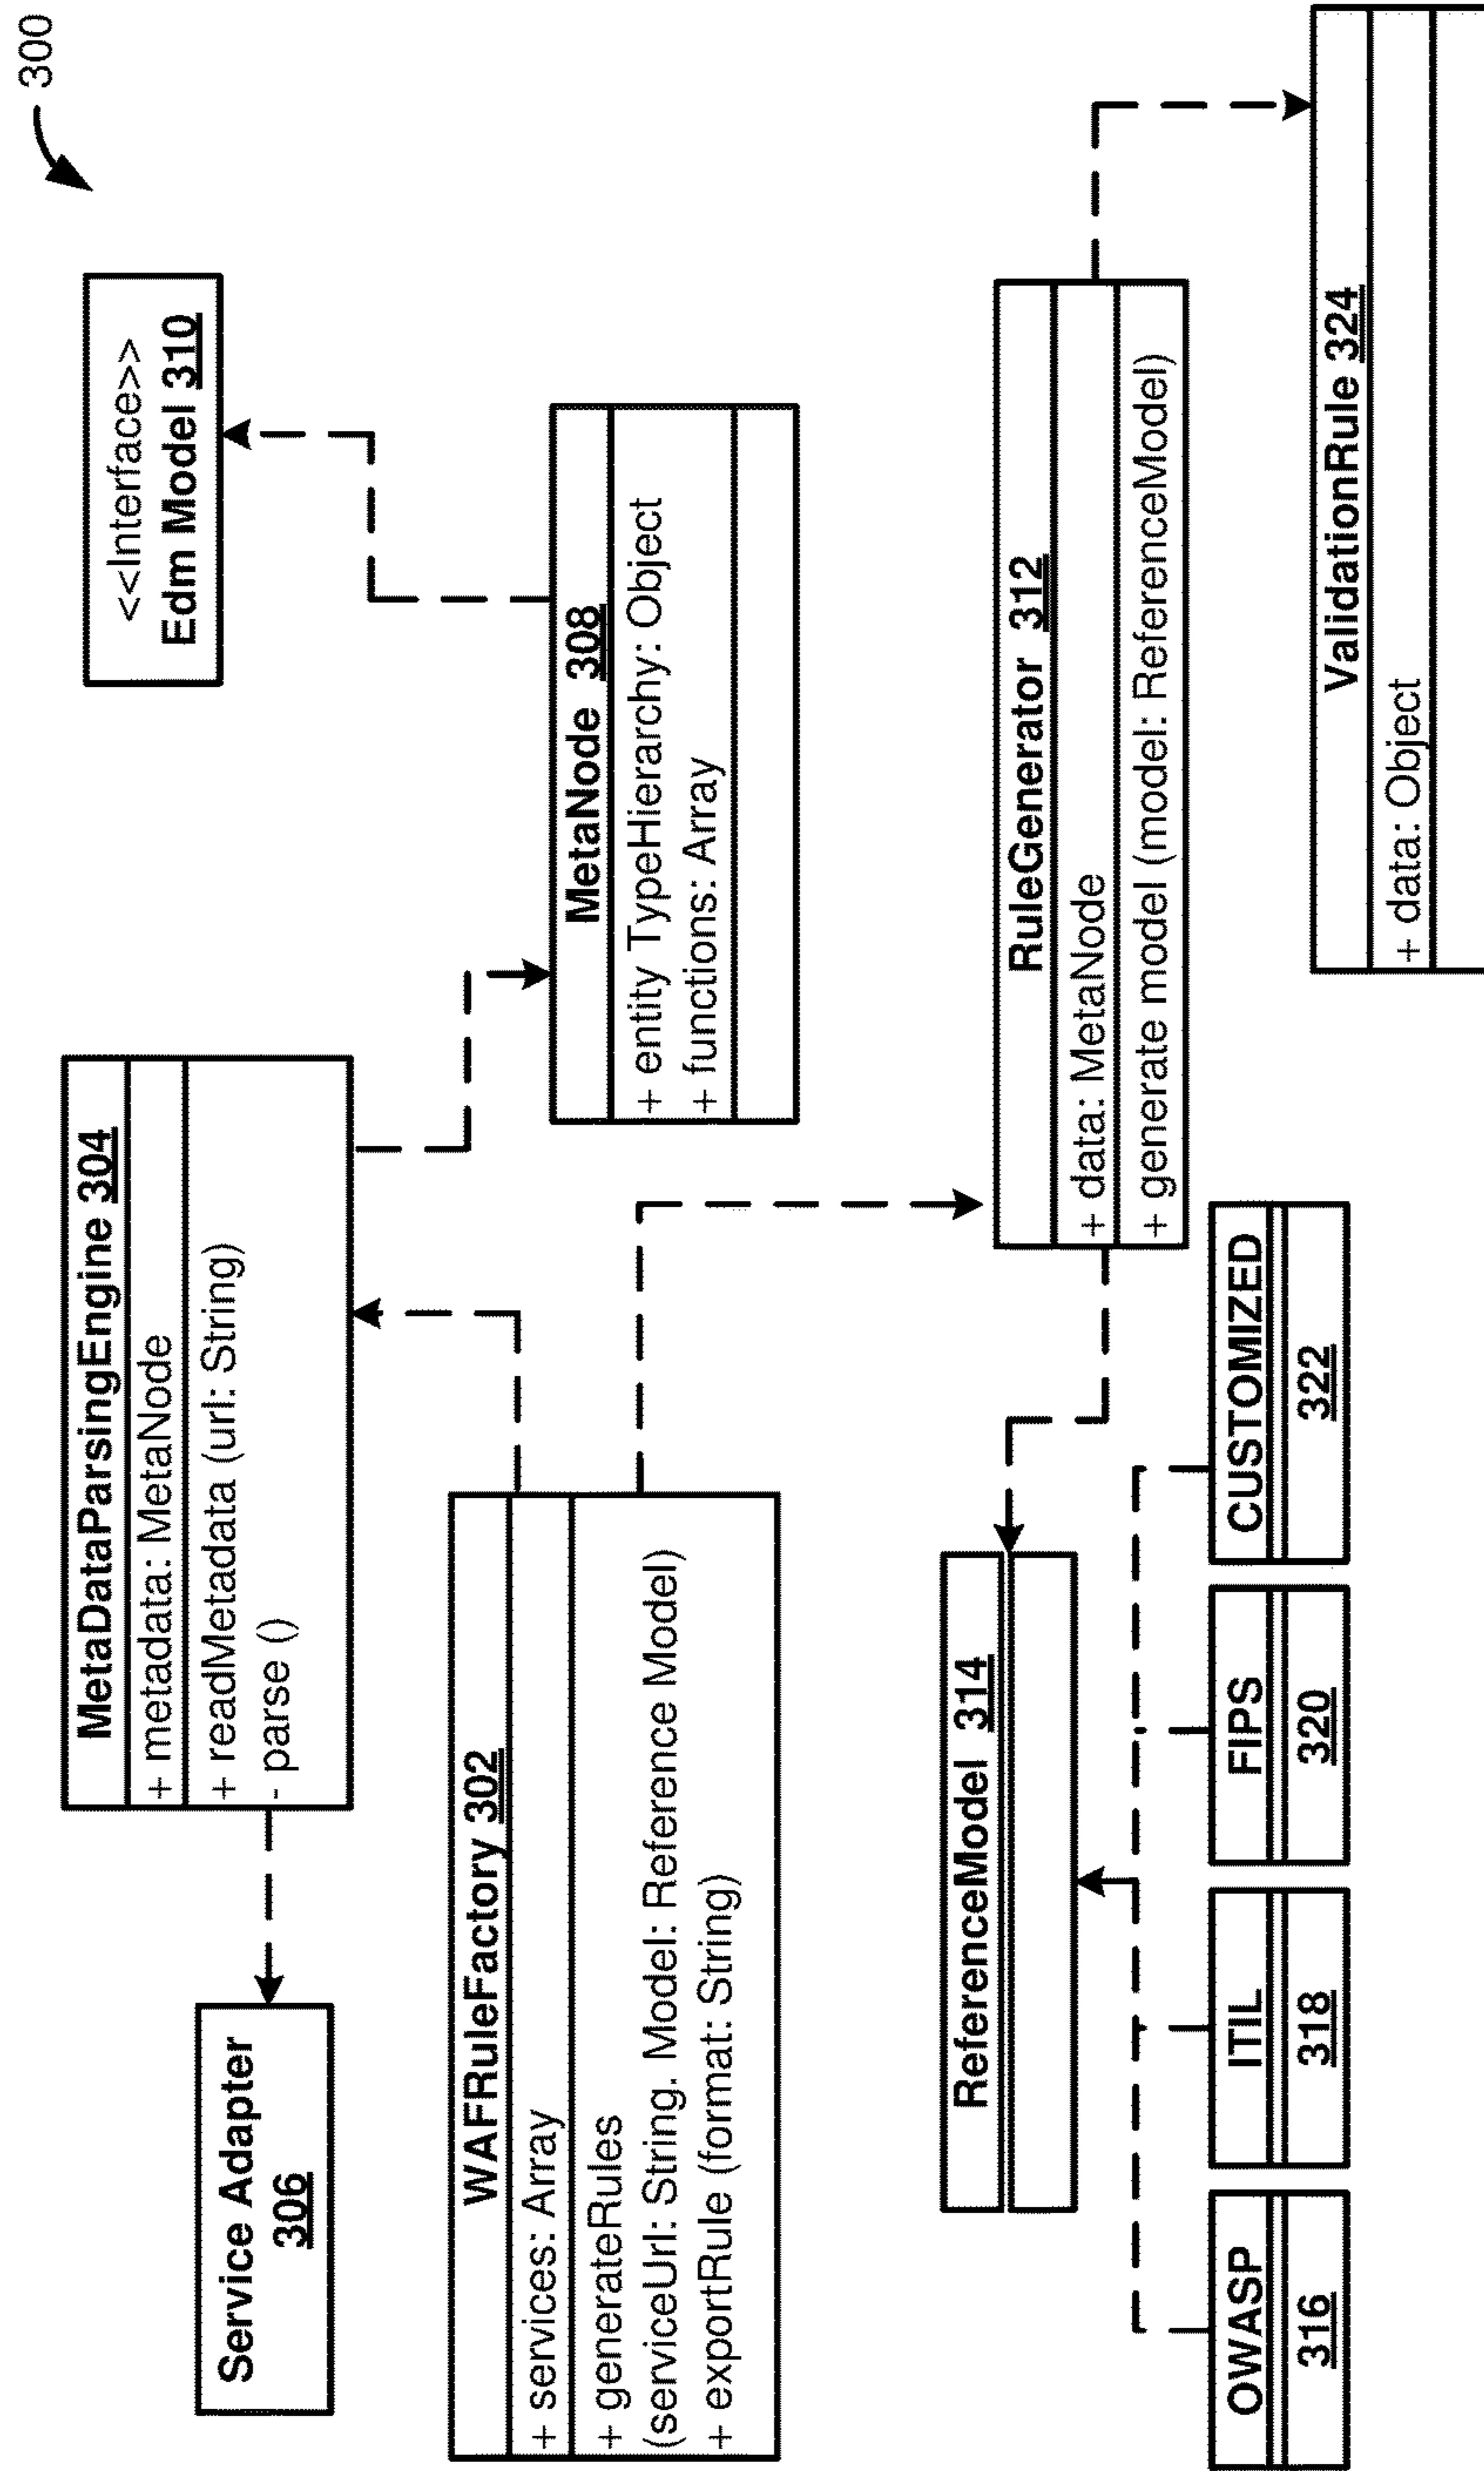 300
<<Interface>>
Edm Model 310
MetaDataParsingEngine 304
+ metadata: MetaNode
+ readMetadata (url: String)
- parse ()
Service Adapter
306
MetaNode 308
+ entity TypeHierarchy: Object
+ functions: Array
WAFRuleFactory 302
+ services: Array
+ generateRules
(serviceUrl: String. Model: Reference Model)
+ exportRule (format: String)
RuleGenerator 312
+ data: MetaNode
+ generate model (model: ReferenceModel)
ReferenceModel 314
OWASP
316
ITIL
318
FIPS
320
CUSTOMIZED
322
ValidationRule 324
+ data: Object